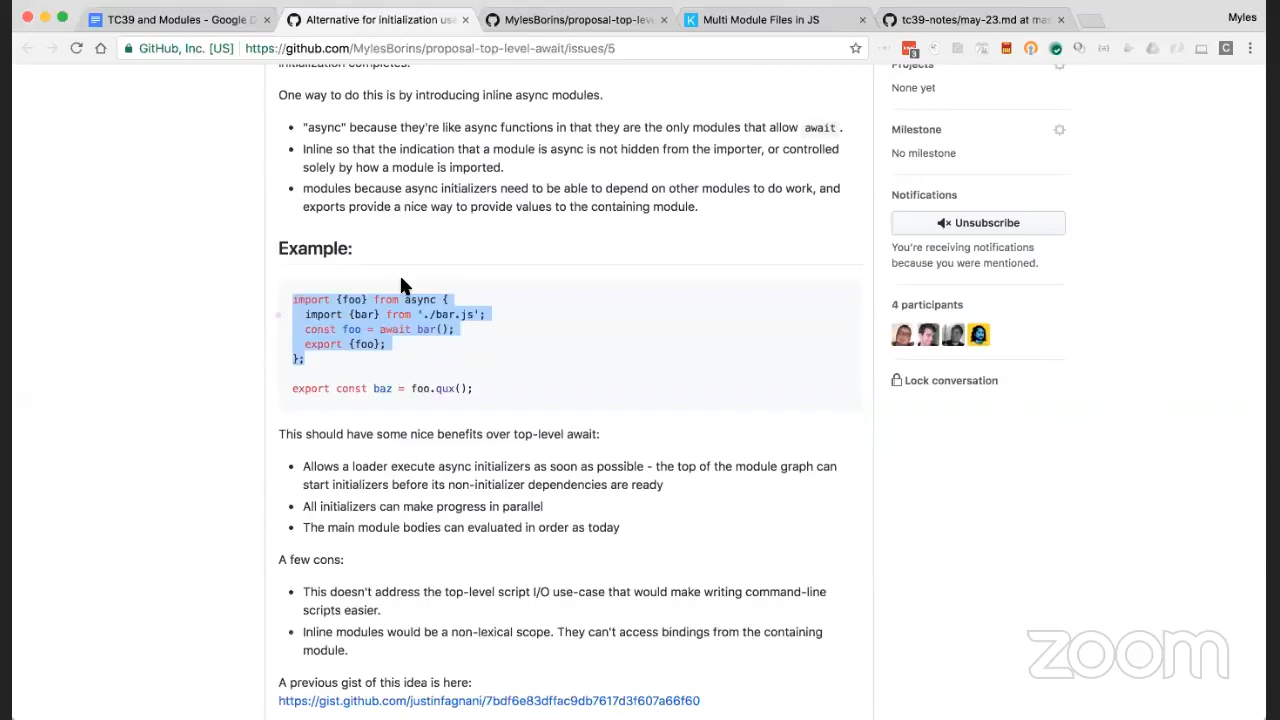 TC39 and Modules - Google D
Alternative for initialization usa
MylesBorins/proposal-top-leve
Multi Module Files in JS
tc39-notes/may-23.md at mas
Myles
GitHub, Inc. [US]
https://github.com/MylesBorins/proposal-top-level-await/issues/5
initialization completes.
One way to do this is by introducing inline async modules.
"async" because they're like async functions in that they are the only modules that allow await.
Inline so that the indication that a module is async is not hidden from the importer, or controlled
solely by how a module is imported.
modules because async initializers need to be able to depend on other modules to do work, and
exports provide a nice way to provide values to the containing module.
Example:
import {foo} from async {
import {bar} from './bar.js';
const foo = await bar();
export {foo};
};
export const baz = foo.qux();
This should have some nice benefits over top-level await:
Allows a loader execute async initializers as soon as possible - the top of the module graph can
start initializers before its non-initializer dependencies are ready
All initializers can make progress in parallel
The main module bodies can evaluated in order as today
A few cons:
This doesn't address the top-level script I/O use-case that would make writing command-line
scripts easier.
Inline modules would be a non-lexical scope. They can't access bindings from the containing
module.
A previous gist of this idea is here:
https://gist.github.com/justinfagnani/7bdf6e83dffac9db7617d3f607a66f60
Projects
None yet
Milestone
No milestone
Notifications
Unsubscribe
You're receiving notifications
because you were mentioned.
4 participants
Lock conversation
zoom